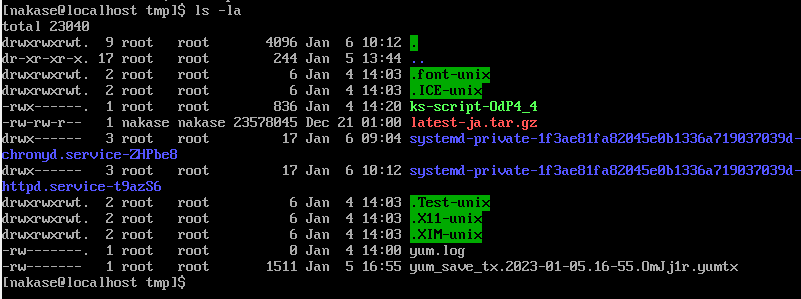 [nakase@localhost tmp]$ ls -la
total 23040
drwxrwxrwt.  9 root   root       4096 Jan  6 10:12 .
dr-xr-xr-x. 17 root   root        244 Jan  5 13:44 ..
drwxrwxrwt.  2 root   root          6 Jan  4 14:03 .font-unix
drwxrwxrwt.  2 root   root          6 Jan  4 14:03 .ICE-unix
-rwx------.  1 root   root        836 Jan  4 14:20 ks-script-OdP4_4
-rw-rw-r--   1 nakase nakase 23578045 Dec 21 01:00 latest-ja.tar.gz
drwx------   3 root   root         17 Jan  6 09:04 systemd-private-1f3ae81fa82045e0b1336a719037039d-
chronyd.service-ZHPbe8
drwx------   3 root   root         17 Jan  6 10:12 systemd-private-1f3ae81fa82045e0b1336a719037039d-
httpd.service-t9azS6
drwxrwxrwt.  2 root   root          6 Jan  4 14:03 .Test-unix
drwxrwxrwt.  2 root   root          6 Jan  4 14:03 .X11-unix
drwxrwxrwt.  2 root   root          6 Jan  4 14:03 .XIM-unix
-rw-------.  1 root   root          0 Jan  4 14:00 yum.log
-rw-------   1 root   root       1511 Jan  5 16:55 yum_save_tx.2023-01-05.16-55.OmJj1r.yumtx
[nakase@localhost tmp]$